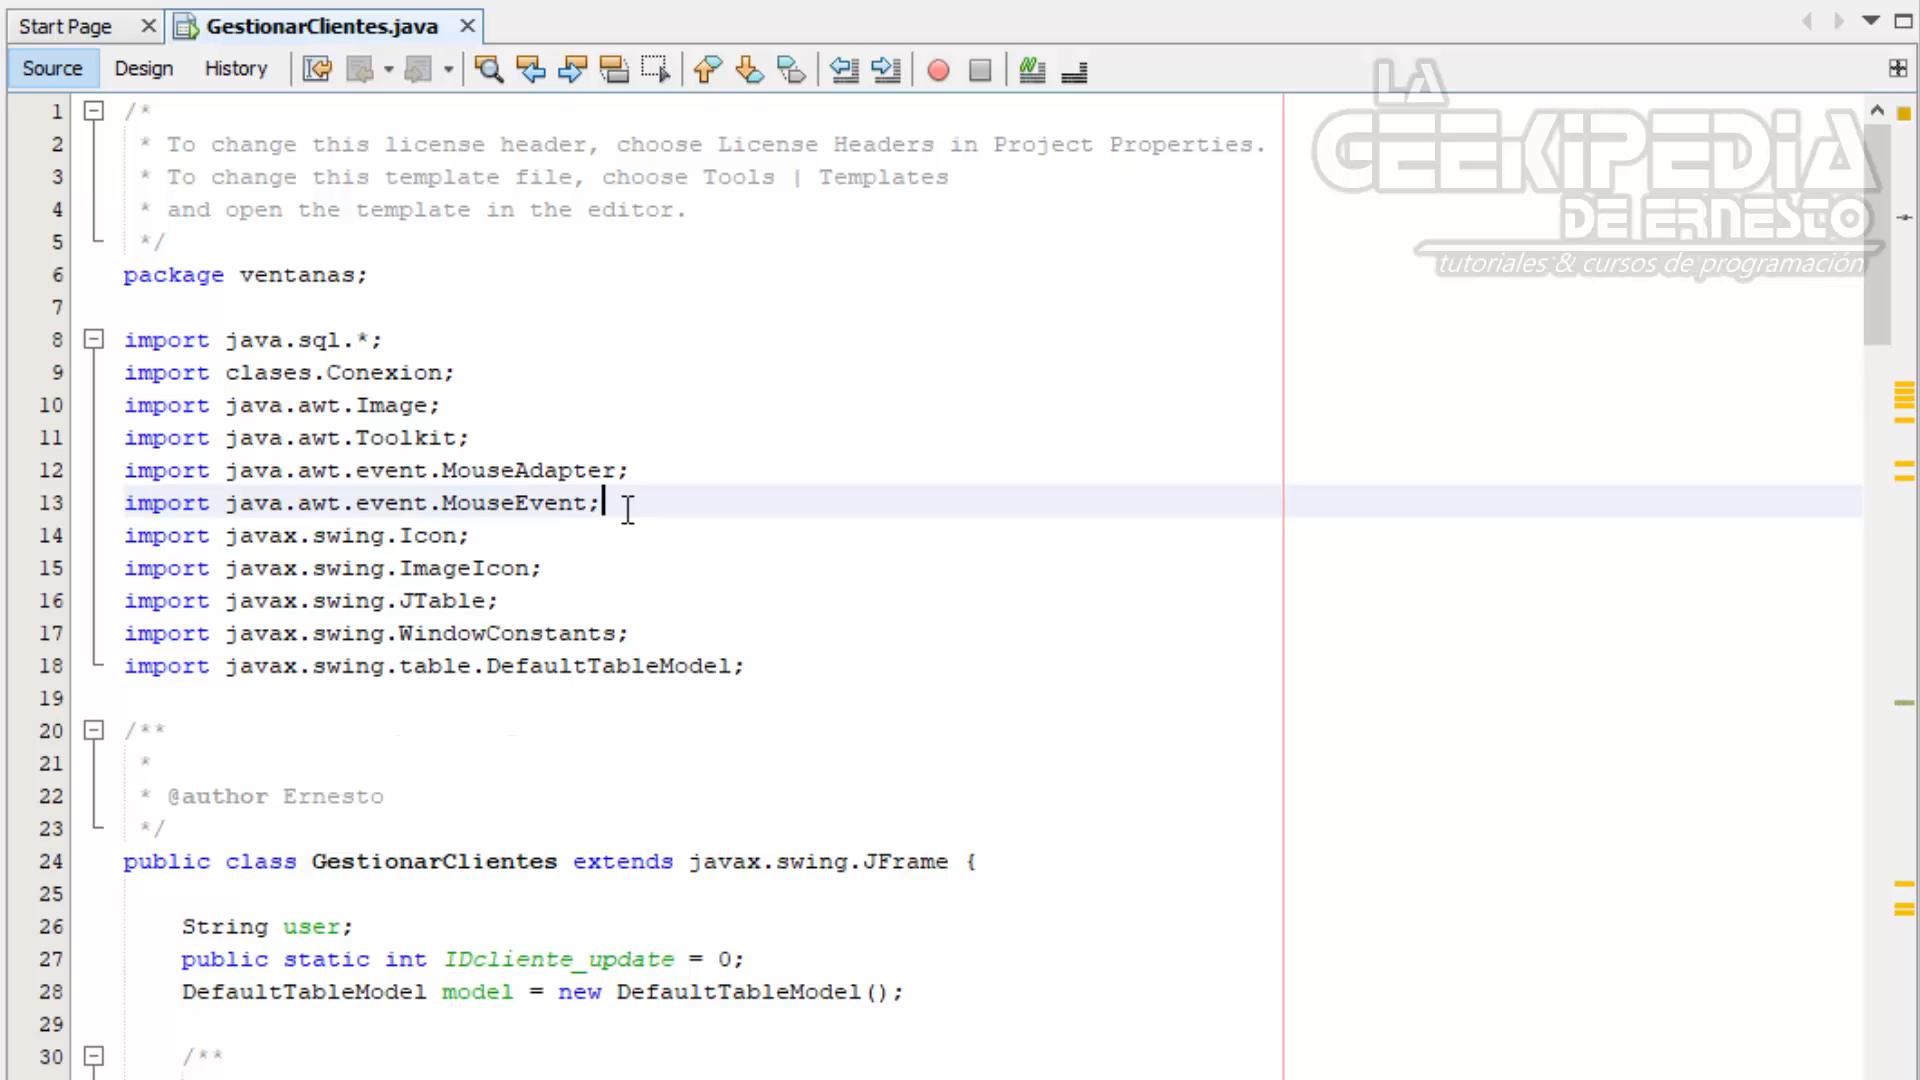 Start Page
GestionarClientes.java
Source Design History
LA
GEEKIPEDIA
DE ERNESTO
tutoriales & cursos de programación
1 /*
2 * To change this license header, choose License Headers in Project Properties.
3 * To change this template file, choose Tools | Templates
4 * and open the template in the editor.
5 */
6 package ventanas;
7
8 import java.sql.*;
9 import clases.Conexion;
10 import java.awt.Image;
11 import java.awt.Toolkit;
12 import java.awt.event.MouseAdapter;
13 import java.awt.event.MouseEvent;
14 import javax.swing.Icon;
15 import javax.swing.ImageIcon;
16 import javax.swing.JTable;
17 import javax.swing.WindowConstants;
18 import javax.swing.table.DefaultTableModel;
19
20 /**
21 *
22 * @author Ernesto
23 */
24 public class GestionarClientes extends javax.swing.JFrame {
25
26 String user;
27 public static int IDcliente_update = 0;
28 DefaultTableModel model = new DefaultTableModel();
29
30 /**